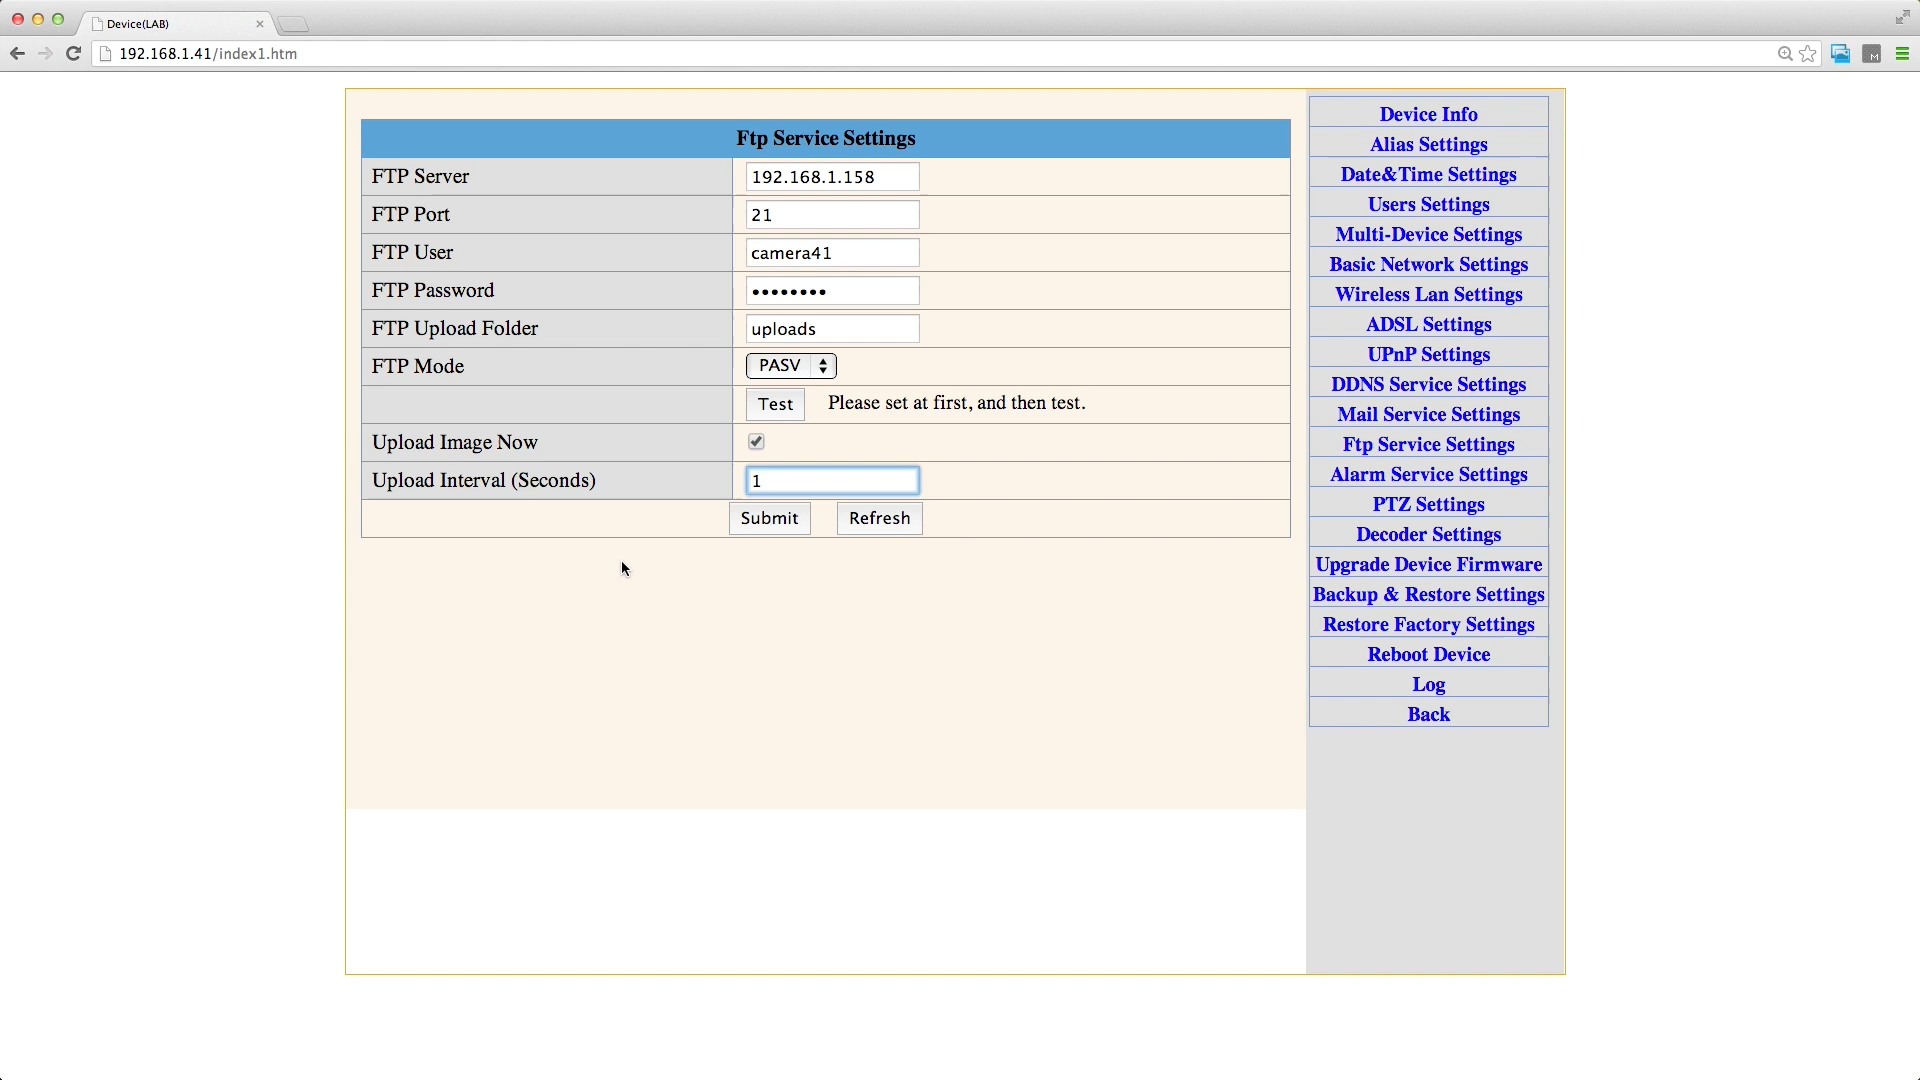 Device(LAB)
192.168.1.41/index1.htm
Ftp Service Settings
FTP Server 192.168.1.158
FTP Port 21
FTP User camera41
FTP Password ••••••••
FTP Upload Folder uploads
FTP Mode PASV
Test Please set at first, and then test.
Upload Image Now
Upload Interval (Seconds) 1
Submit Refresh
Device Info
Alias Settings
Date&Time Settings
Users Settings
Multi-Device Settings
Basic Network Settings
Wireless Lan Settings
ADSL Settings
UPnP Settings
DDNS Service Settings
Mail Service Settings
Ftp Service Settings
Alarm Service Settings
PTZ Settings
Decoder Settings
Upgrade Device Firmware
Backup & Restore Settings
Restore Factory Settings
Reboot Device
Log
Back